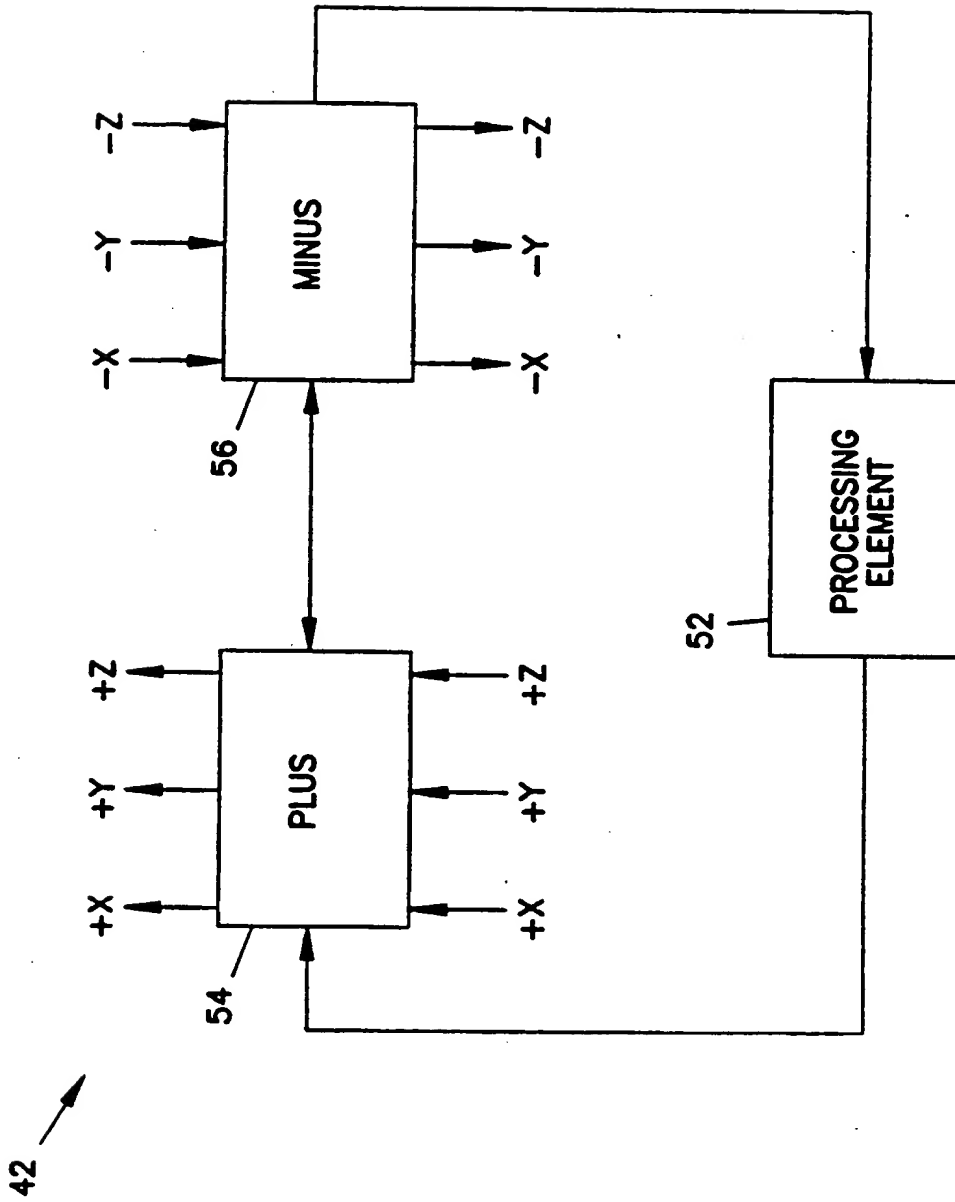 42
+X +Y +Z
-X -Y -Z
54
PLUS
56
MINUS
+X +Y +Z
-X -Y -Z
52
PROCESSING
ELEMENT